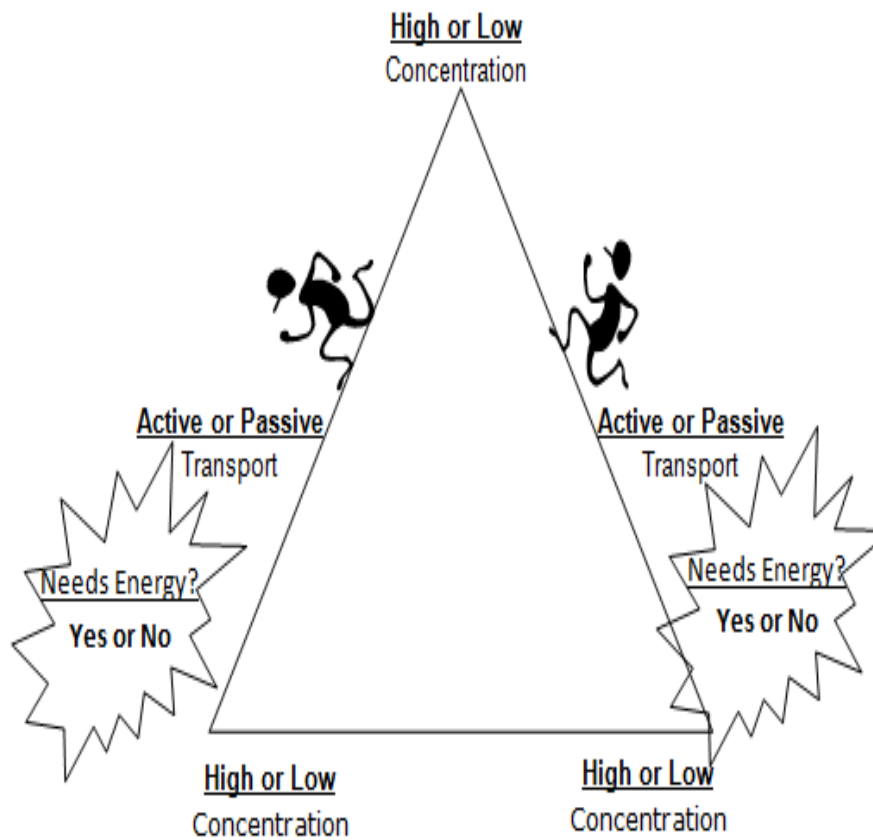 High or Low
Concentration
Active or Passive
Transport
Active or Passive
Transport
Needs Energy?
Yes or No
Needs Energy?
Yes or No
High or Low
Concentration
High or Low
Concentration